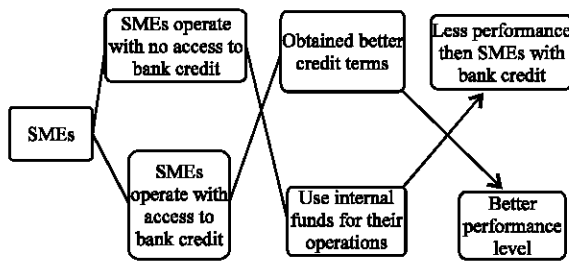 SMEs
SMEs operate
with no access to
bank credit
SMEs
operate with
access to
bank credit
Obtained better
credit terms
Use internal
funds for their
operations
Less performance
then SMEs with
bank credit
Better
performance
level